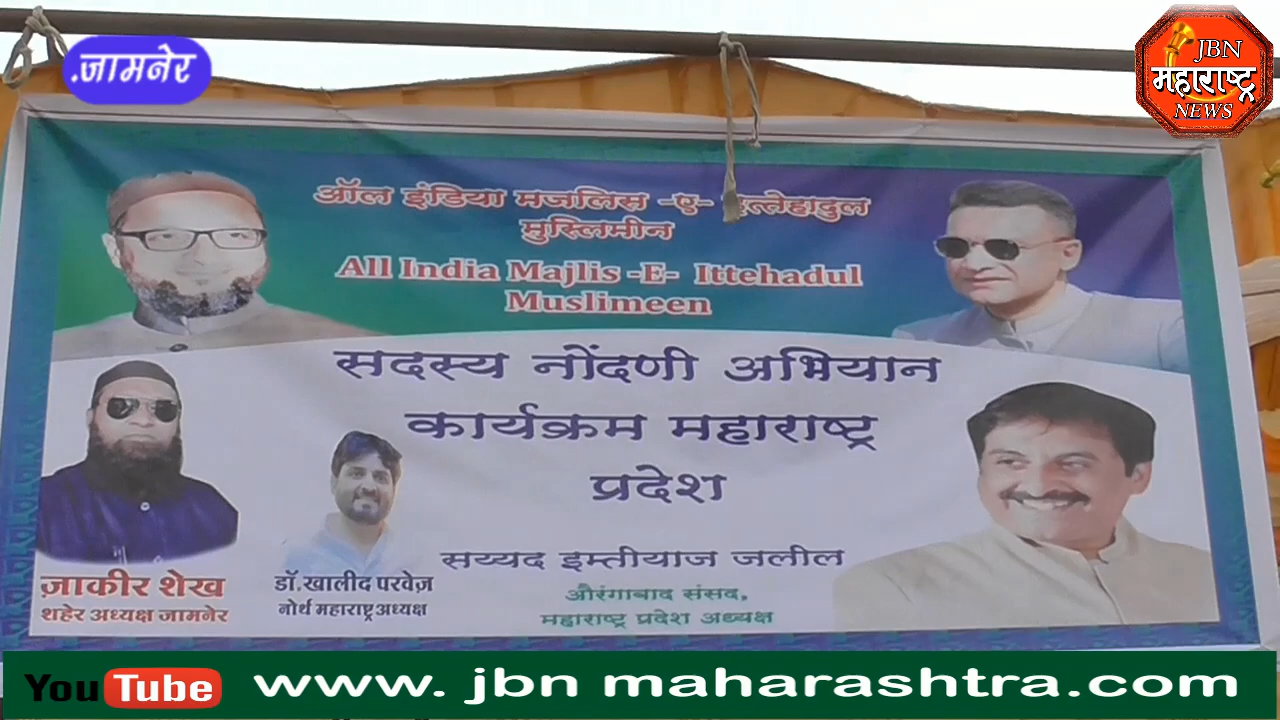 .जामनेर
JBN
महाराष्ट्र
NEWS
ऑल इंडिया मजलिस -ए- इत्तेहादुल
मुस्लिमीन
All India Majlis -E- Ittehadul
Muslimeen
सदस्य नोंदणी अभियान
कार्यक्रम महाराष्ट्र
प्रदेश
ज़ाकीर शेख
शहेर अध्यक्ष जामनेर
डॉ.खालीद परवेज़
नोर्थ महाराष्ट्र अध्यक्ष
सय्यद इम्तीयाज जलील
औरंगाबाद संसद,
महाराष्ट्र प्रदेश अध्यक्ष
YouTube www. jbn maharashtra.com